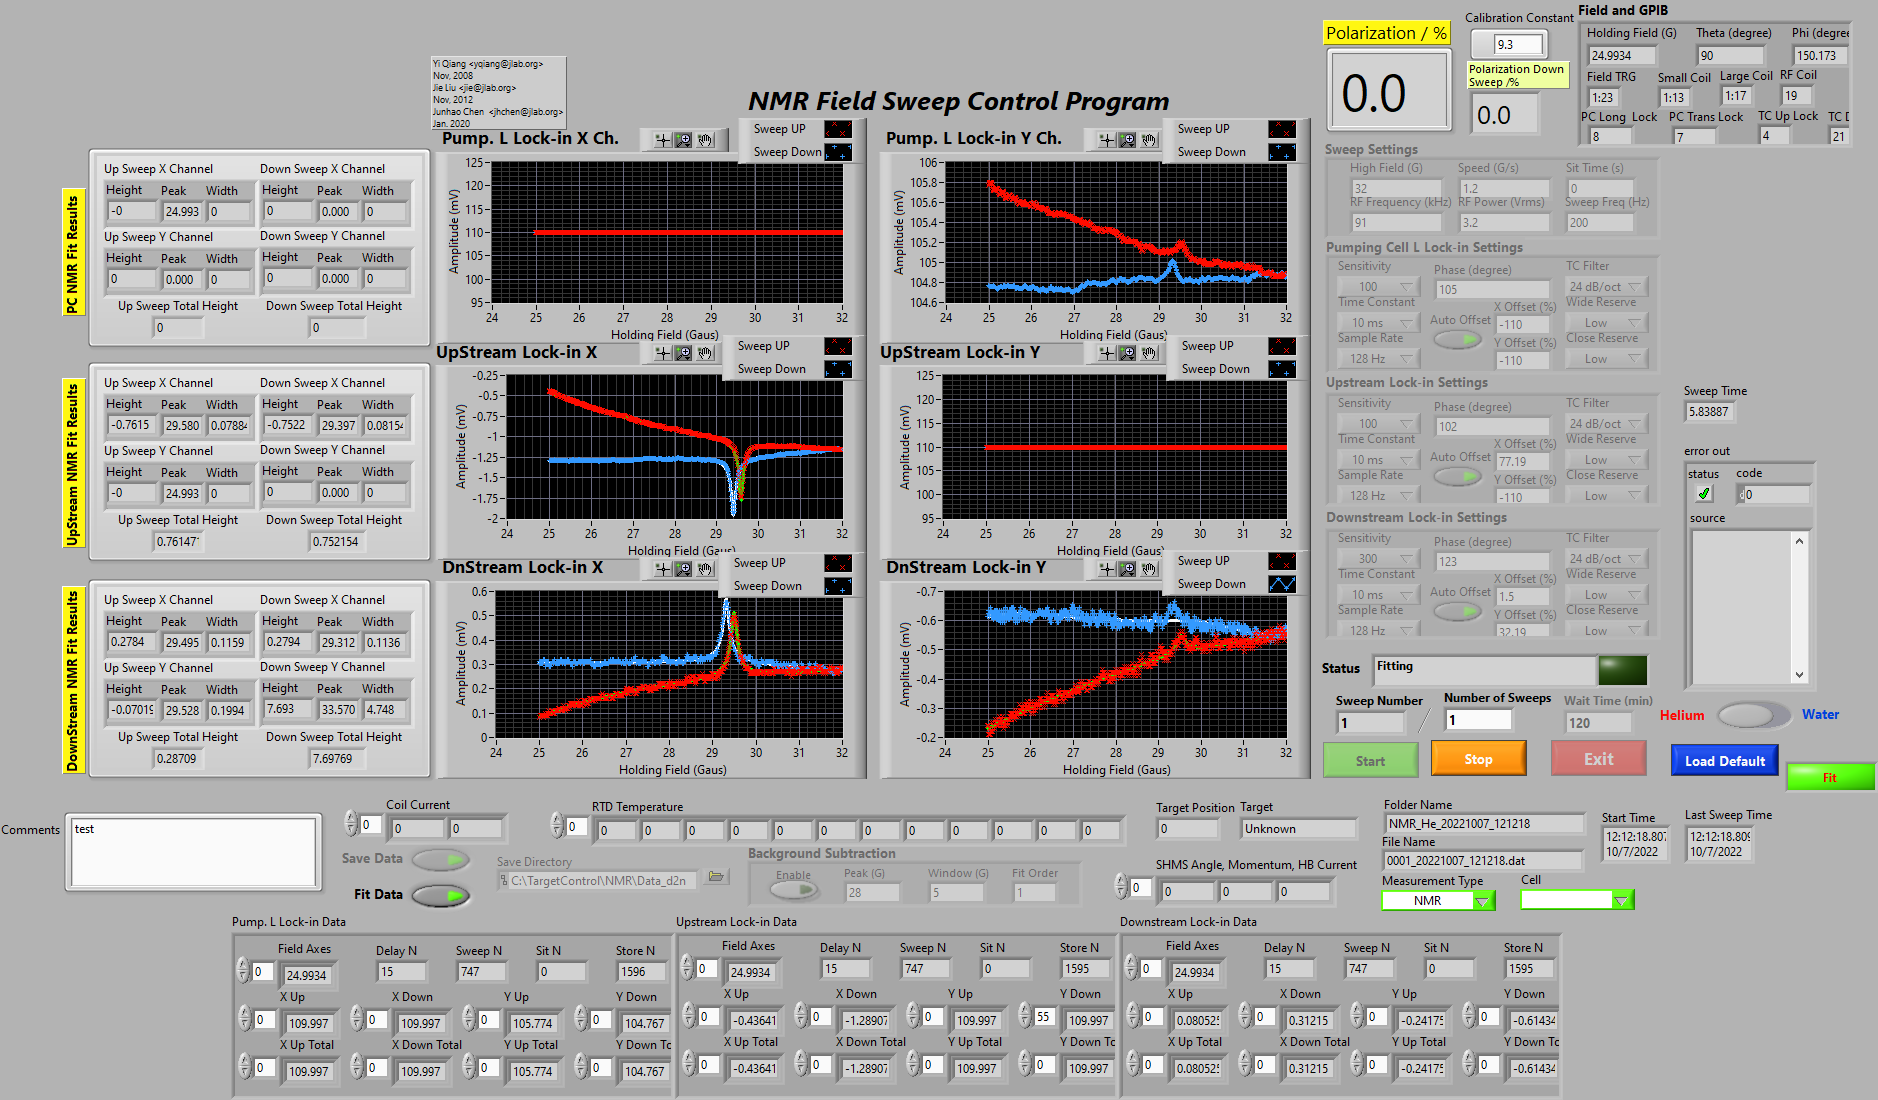 Yi Qiang <yqiang@jlab.org>
Nov, 2008
Jie Liu <jie@jlab.org>
Nov, 2012
Junhao Chen <jhchen@jlab.org>
Jan. 2020
NMR Field Sweep Control Program
Polarization / %
0.0
Calibration Constant
9.3
Polarization Down
Sweep /%
0.0
Field and GPIB
Holding Field (G) Theta (degree) Phi (degree
24.9934 90 150.173
Field TRG Small Coil Large Coil RF Coil
1:23 1:13 1:17 19
PC Long Lock PC Trans Lock TC Up Lock TC D
8 7 4 21
PC NMR Fit Results
Up Sweep X Channel Down Sweep X Channel
Height Peak Width Height Peak Width
-0 24.993 0 0 0.000 0
Up Sweep Y Channel Down Sweep Y Channel
Height Peak Width Height Peak Width
0 0.000 0 0 0.000 0
Up Sweep Total Height Down Sweep Total Height
0 0
Pump. L Lock-in X Ch.
Sweep UP
Sweep Down
Amplitude (mV)
125
120
115
110
105
100
95
24 25 26 27 28 29 30 31 32
Holding Field (Gaus)
Pump. L Lock-in Y Ch.
Sweep UP
Sweep Down
Amplitude (mV)
106
105.8
105.6
105.4
105.2
105
104.8
104.6
24 25 26 27 28 29 30 31 32
Holding Field (Gaus)
UpStream NMR Fit Results
Up Sweep X Channel Down Sweep X Channel
Height Peak Width Height Peak Width
-0.7615 29.580 0.0788 -0.7522 29.397 0.0815
Up Sweep Y Channel Down Sweep Y Channel
Height Peak Width Height Peak Width
-0 24.993 0 0 0.000 0
Up Sweep Total Height Down Sweep Total Height
0.76147 0.752154
UpStream Lock-in X
Sweep UP
Sweep Down
Amplitude (mV)
-0.25
-0.5
-0.75
-1
-1.25
-1.5
-1.75
-2
24 25 26 27 28 29 30 31 32
Holding Field (Gaus)
UpStream Lock-in Y
Sweep UP
Sweep Down
Amplitude (mV)
125
120
115
110
105
100
95
24 25 26 27 28 29 30 31 32
Holding Field (Gaus)
DownStream NMR Fit Results
Up Sweep X Channel Down Sweep X Channel
Height Peak Width Height Peak Width
0.2784 29.495 0.1159 0.2794 29.312 0.1136
Up Sweep Y Channel Down Sweep Y Channel
Height Peak Width Height Peak Width
-0.0701 29.528 0.1994 7.693 33.570 4.748
Up Sweep Total Height Down Sweep Total Height
0.28709 7.69769
DnStream Lock-in X
Sweep UP
Sweep Down
Amplitude (mV)
0.6
0.5
0.4
0.3
0.2
0.1
0
24 25 26 27 28 29 30 31 32
Holding Field (Gaus)
DnStream Lock-in Y
Sweep UP
Sweep Down
Amplitude (mV)
-0.7
-0.6
-0.5
-0.4
-0.3
-0.2
24 25 26 27 28 29 30 31 32
Holding Field (Gaus)
Sweep Settings
High Field (G) Speed (G/s) Sit Time (s)
32 1.2 0
RF Frequency (kHz) RF Power (Vrms) Sweep Freq (Hz)
91 3.2 200
Pumping Cell L Lock-in Settings
Sensitivity Phase (degree) TC Filter
100 105 24 dB/oct
Time Constant X Offset (%) Wide Reserve
10 ms Auto Offset -110 Low
Sample Rate Y Offset (%) Close Reserve
128 Hz -110 Low
Upstream Lock-in Settings
Sensitivity Phase (degree) TC Filter
100 102 24 dB/oct
Time Constant X Offset (%) Wide Reserve
10 ms Auto Offset 77.19 Low
Sample Rate Y Offset (%) Close Reserve
128 Hz -110 Low
Downstream Lock-in Settings
Sensitivity Phase (degree) TC Filter
300 123 24 dB/oct
Time Constant X Offset (%) Wide Reserve
10 ms Auto Offset 1.5 Low
Sample Rate Y Offset (%) Close Reserve
128 Hz 32.19 Low
Sweep Time
5.83887
error out
status code
0
source
Status Fitting
Sweep Number Number of Sweeps Wait Time (min)
1 / 1 120
Helium Water
Start Stop Exit Load Default Fit
Comments test
Coil Current
0 0 0
Save Data
Fit Data
RTD Temperature
0 0 0 0 0 0 0 0 0 0 0 0 0
Save Directory
C:\TargetControl\NMR\Data_d2n
Background Subtraction
Enable Peak (G) Window (G) Fit Order
28 5 1
Target Position Target
0 Unknown
SHMS Angle, Momentum, HB Current
0 0 0 0
Folder Name
NMR_He_20221007_121218
File Name
0001_20221007_121218.dat
Measurement Type Cell
NMR
Start Time Last Sweep Time
12:12:18.80 12:12:18.80
10/7/2022 10/7/2022
Pump. L Lock-in Data
Field Axes Delay N Sweep N Sit N Store N
0 24.9934 15 747 0 1596
X Up X Down Y Up Y Down
0 109.997 0 109.997 0 105.774 0 104.767
X Up Total X Down Total Y Up Total Y Down To
0 109.997 0 109.997 0 105.774 0 104.767
Upstream Lock-in Data
Field Axes Delay N Sweep N Sit N Store N
0 24.9934 15 747 0 1595
X Up X Down Y Up Y Down
0 -0.43641 0 -1.28907 0 109.997 55 109.997
X Up Total X Down Total Y Up Total Y Down To
0 -0.43641 0 -1.28907 0 109.997 0 109.997
Downstream Lock-in Data
Field Axes Delay N Sweep N Sit N Store N
0 24.9934 15 747 0 1595
X Up X Down Y Up Y Down
0 0.08052 0 0.31215 0 -0.2417 0 -0.6143
X Up Total X Down Total Y Up Total Y Down To
0 0.08052 0 0.31215 0 -0.2417 0 -0.6143